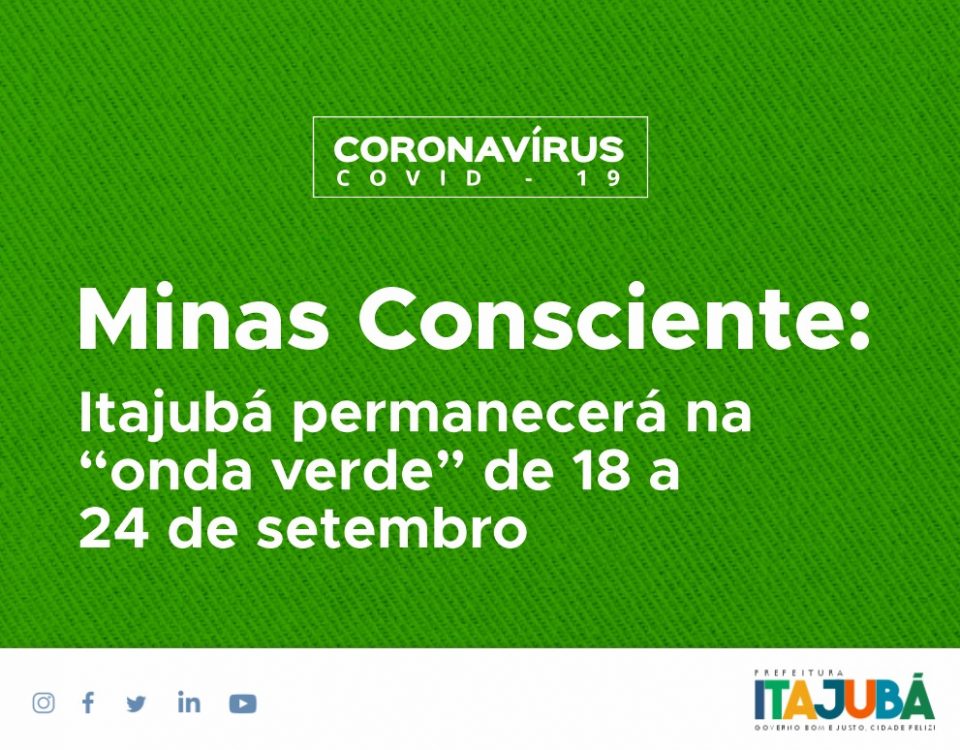 CORONAVÍRUS
COVID - 19
Minas Consciente:
Itajubá permanecerá na
“onda verde” de 18 a
24 de setembro
PREFEITURA
ITAJUBÁ
GOVERNO BOM E JUSTO, CIDADE FELIZ!